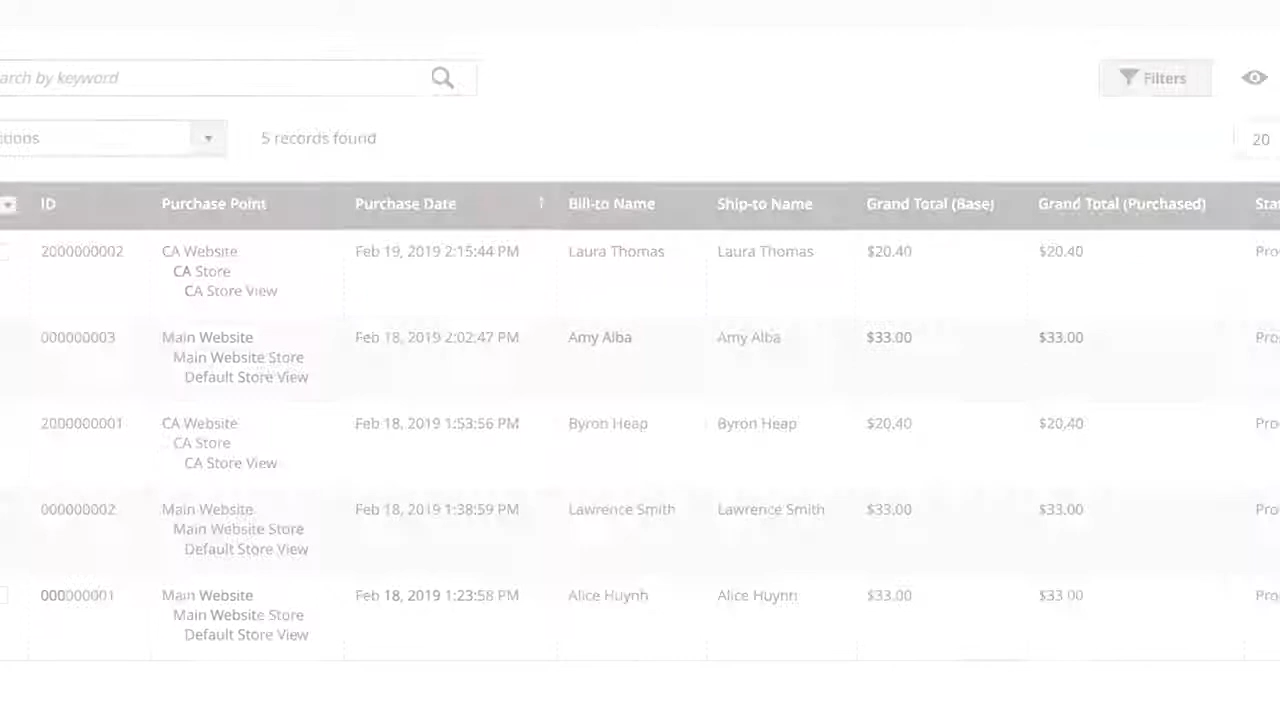 arch by keyword
Filters
tions
5 records found
20
ID Purchase Point Purchase Date Bill-to Name Ship-to Name Grand Total (Base) Grand Total (Purchased) Sta
2000000002 CA Website Feb 19, 2019 2:15:44 PM Laura Thomas Laura Thomas $20.40 $20.40 Pro
CA Store
CA Store View
000000003 Main Website Feb 18, 2019 2:02:47 PM Amy Alba Amy Alba $33.00 $33.00 Pro
Main Website Store
Default Store View
2000000001 CA Website Feb 18, 2019 1:53:56 PM Byron Heap Byron Heap $20.40 $20.40 Pro
CA Store
CA Store View
000000002 Main Website Feb 18, 2019 1:38:59 PM Lawrence Smith Lawrence Smith $33.00 $33.00 Pro
Main Website Store
Default Store View
000000001 Main Website Feb 18, 2019 1:23:58 PM Alice Huynh Alice Huynh $33.00 $33.00 Pro
Main Website Store
Default Store View